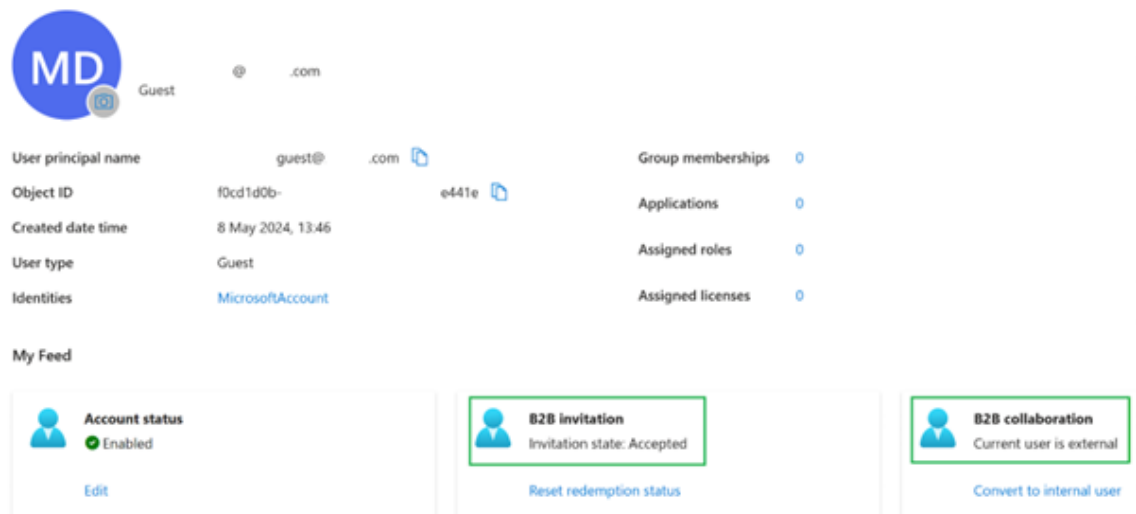 MD
@ .com
Guest
User principal name guest@ .com
Group memberships 0
Object ID f0cd1d0b- e441e
Applications 0
Created date time 8 May 2024, 13:46
Assigned roles 0
User type Guest
Identities MicrosoftAccount
Assigned licenses 0
My Feed
Account status
Enabled
Edit
B2B invitation
Invitation state: Accepted
Reset redemption status
B2B collaboration
Current user is external
Convert to internal user